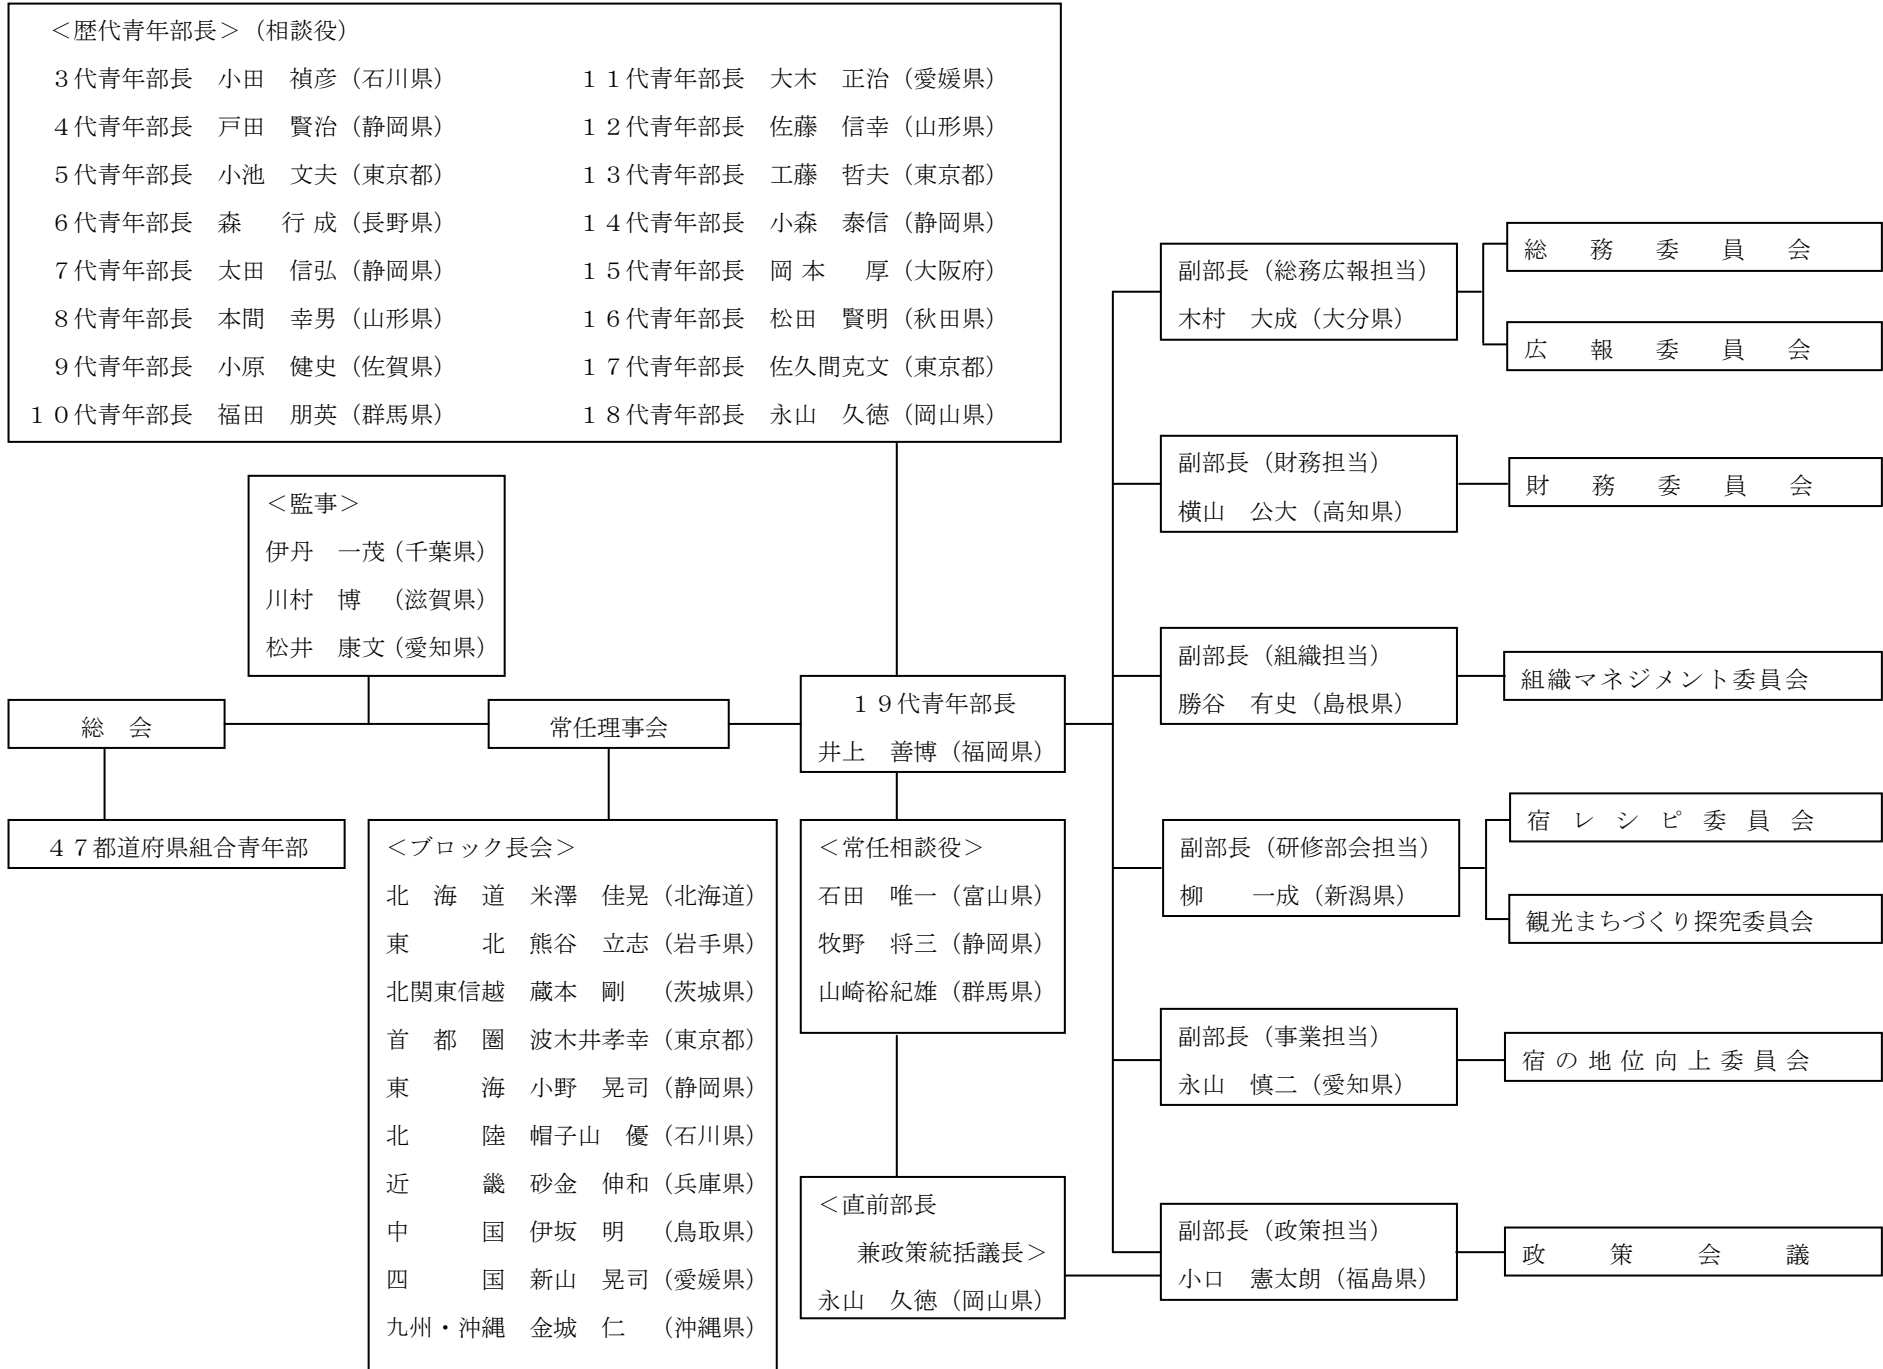 ＜歴代青年部長＞（相談役）
３代青年部長　小田　禎彦（石川県）
４代青年部長　戸田　賢治（静岡県）
５代青年部長　小池　文夫（東京都）
６代青年部長　森　行成（長野県）
７代青年部長　太田　信弘（静岡県）
８代青年部長　本間　幸男（山形県）
９代青年部長　小原　健史（佐賀県）
１０代青年部長　福田　朋英（群馬県）
１１代青年部長　大木　正治（愛媛県）
１２代青年部長　佐藤　信幸（山形県）
１３代青年部長　工藤　哲夫（東京都）
１４代青年部長　小森　泰信（静岡県）
１５代青年部長　岡本　厚（大阪府）
１６代青年部長　松田　賢明（秋田県）
１７代青年部長　佐久間克文（東京都）
１８代青年部長　永山　久徳（岡山県）
＜監事＞
伊丹　一茂（千葉県）
川村　博　（滋賀県）
松井　康文（愛知県）
総　会
４７都道府県組合青年部
常任理事会
＜ブロック長会＞
北　海　道　米澤　佳晃（北海道）
東　　　北　熊谷　立志（岩手県）
北関東信越　蔵本　剛　（茨城県）
首　都　圏　波木井孝幸（東京都）
東　　　海　小野　晃司（静岡県）
北　　　陸　帽子山　優（石川県）
近　　　畿　砂金　伸和（兵庫県）
中　　　国　伊坂　明　（鳥取県）
四　　　国　新山　晃司（愛媛県）
九州・沖縄　金城　仁　（沖縄県）
１９代青年部長
井上　善博（福岡県）
＜常任相談役＞
石田　唯一（富山県）
牧野　将三（静岡県）
山崎裕紀雄（群馬県）
＜直前部長
兼政策統括議長＞
永山　久徳（岡山県）
副部長（総務広報担当）
木村　大成（大分県）
総務委員会
広報委員会
副部長（財務担当）
横山　公大（高知県）
財務委員会
副部長（組織担当）
勝谷　有史（島根県）
組織マネジメント委員会
副部長（研修部会担当）
柳　　一成（新潟県）
宿レシピ委員会
観光まちづくり探究委員会
副部長（事業担当）
永山　慎二（愛知県）
宿の地位向上委員会
副部長（政策担当）
小口　憲太朗（福島県）
政策会議